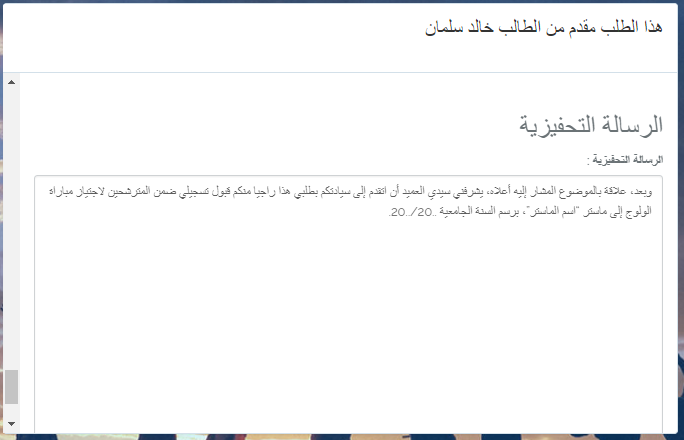 هذا الطلب مقدم من الطالب خالد سلمان
الرسالة التحفيزية
الرسالة التحفيزية :
وبعد، علاقة بالموضوع المشار إليه أعلاه، يشرفني سيدي العميد أن اتقدم إلى سيادتكم بطلبي هذا راجيا منكم قبول تسجيلي ضمن المترشحين لاجتياز مباراة
الولوج إلى ماستر "اسم الماستر"، برسم السنة الجامعية ..20/..20.